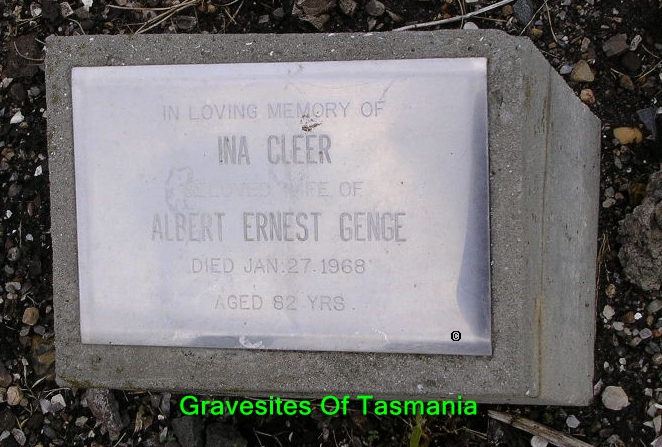 IN LOVING MEMORY OF
INA CLEER
BELOVED WIFE OF
ALBERT ERNEST GENGE
DIED JAN. 27. 1968
AGED 82 YRS.
©
Gravesites Of Tasmania